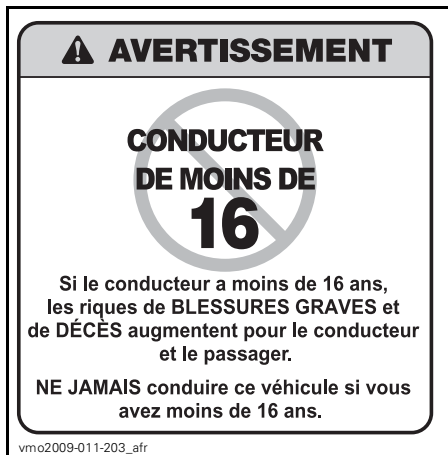 AVERTISSEMENT
CONDUCTEUR
DE MOINS DE
16
Si le conducteur a moins de 16 ans,
les riques de BLESSURES GRAVES et
de DÉCÈS augmentent pour le conducteur
et le passager.
NE JAMAIS conduire ce véhicule si vous
avez moins de 16 ans.
vmo2009-011-203_afr